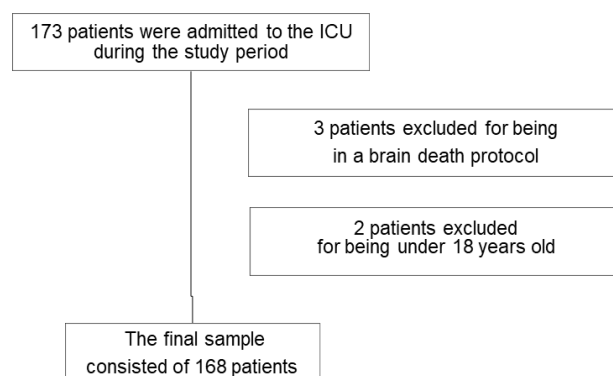 173 patients were admitted to the ICU
during the study period
3 patients excluded for being
in a brain death protocol
2 patients excluded
for being under 18 years old
The final sample
consisted of 168 patients